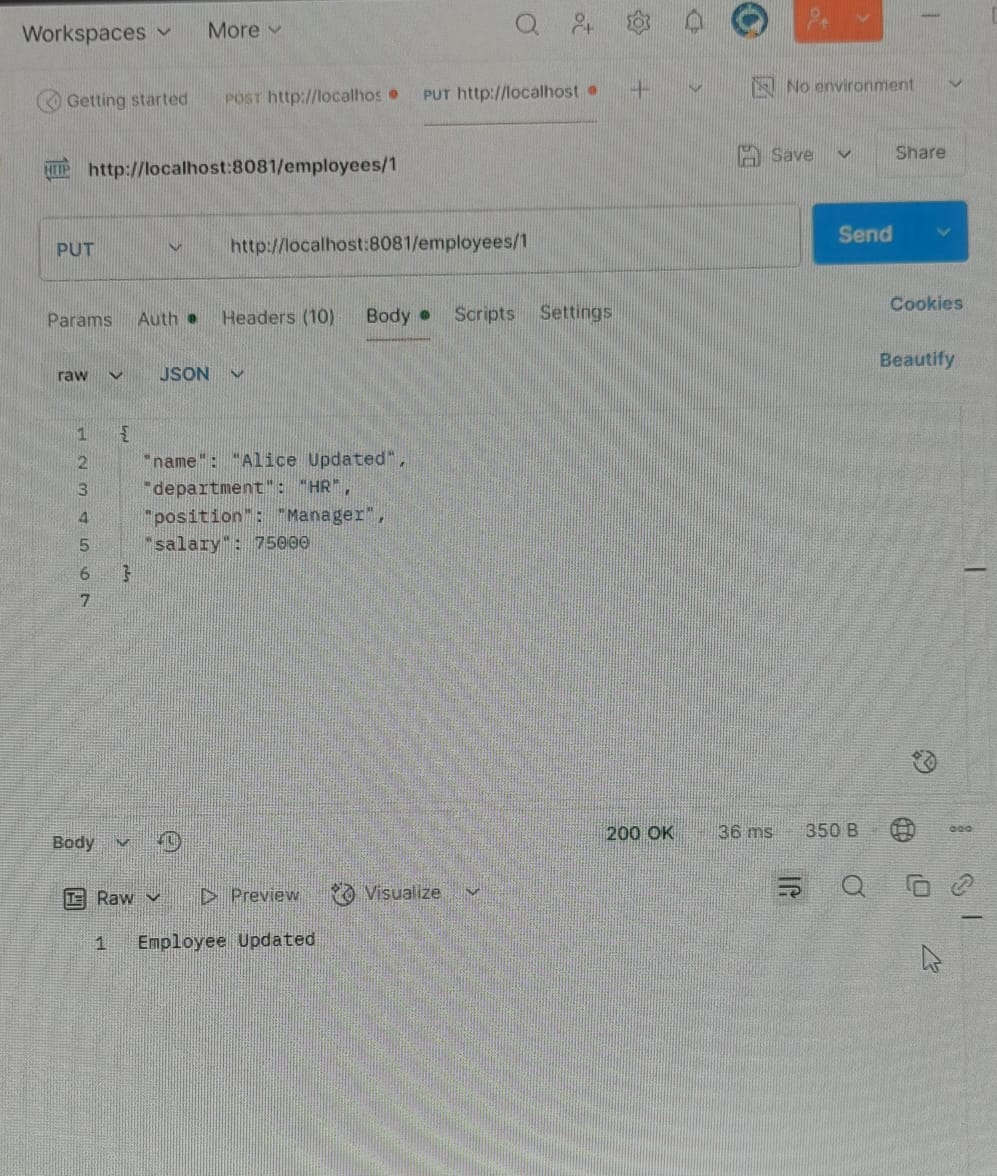 Workspaces More
Getting started POST http://localhos PUT http://localhost No environment
HTTP http://localhost:8081/employees/1 Save Share
PUT http://localhost:8081/employees/1 Send
Params Auth Headers (10) Body Scripts Settings Cookies
raw JSON Beautify
1 {
2 "name": "Alice Updated",
3 "department": "HR",
4 "position": "Manager",
5 "salary": 75000
6 }
7
Body 200 OK 36 ms 350 B
Raw Preview Visualize
1 Employee Updated